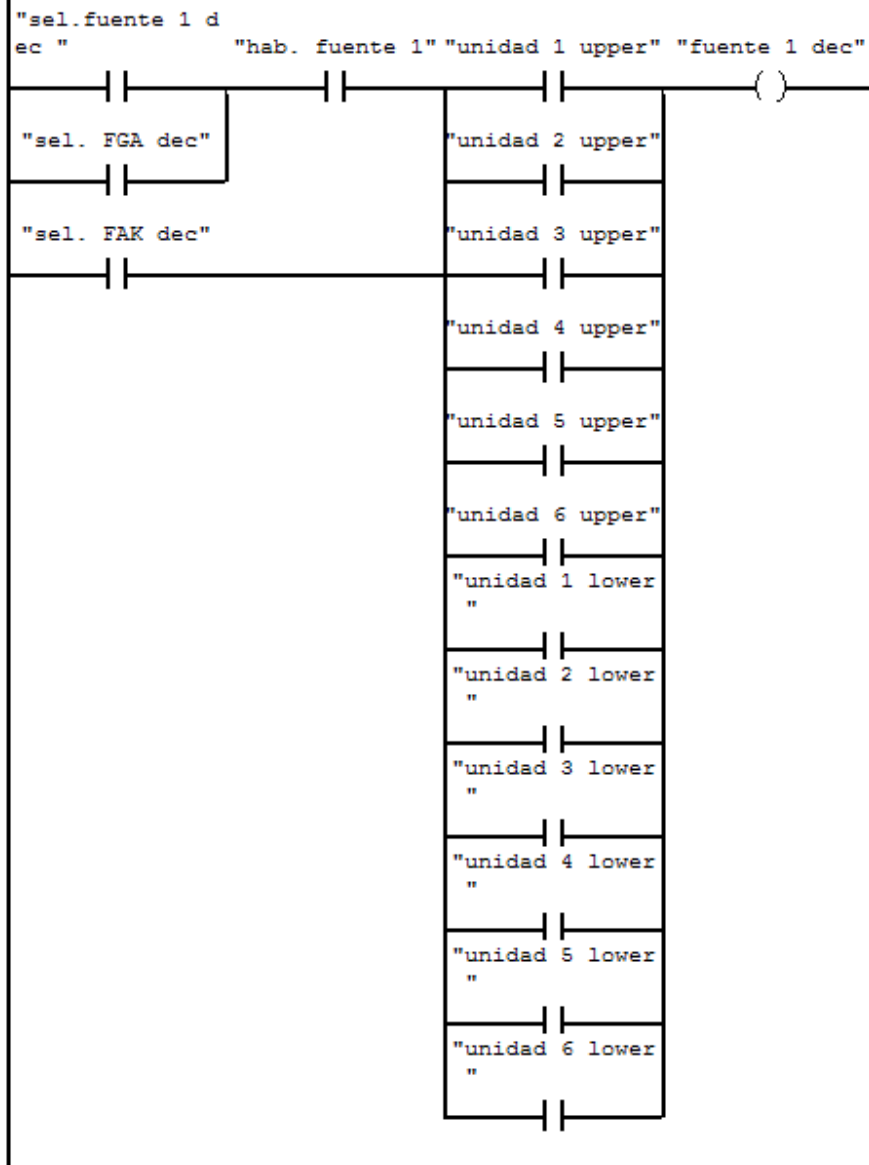 "sel.fuente 1 d
ec "
"hab. fuente 1" "unidad 1 upper" "fuente 1 dec"
"sel. FGA dec" "unidad 2 upper"
"sel. FAK dec" "unidad 3 upper"
"unidad 4 upper"
"unidad 5 upper"
"unidad 6 upper"
"unidad 1 lower
"
"unidad 2 lower
"
"unidad 3 lower
"
"unidad 4 lower
"
"unidad 5 lower
"
"unidad 6 lower
"